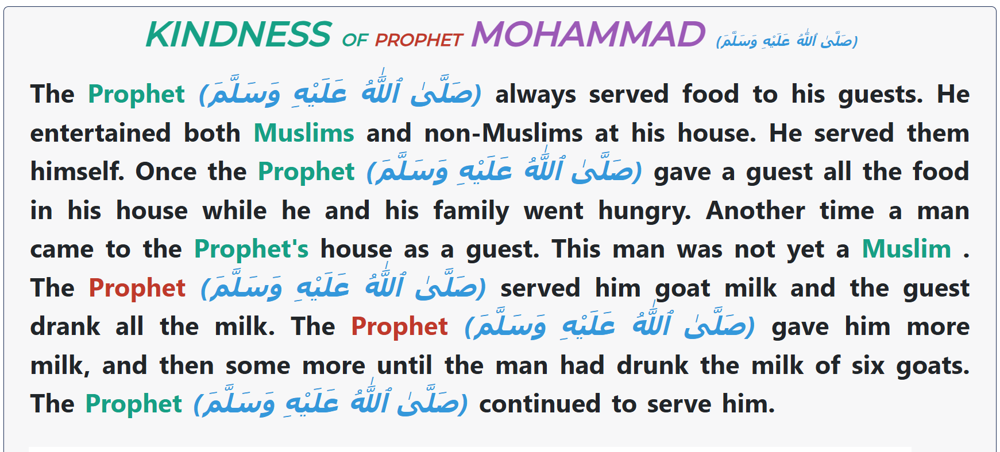 KINDNESS OF PROPHET MOHAMMAD (صَلَّىٰ ٱللَّٰهُ عَلَيْهِ وَسَلَّمَ)
The Prophet (صَلَّىٰ ٱللَّٰهُ عَلَيْهِ وَسَلَّمَ) always served food to his guests. He
entertained both Muslims and non-Muslims at his house. He served them
himself. Once the Prophet (صَلَّىٰ ٱللَّٰهُ عَلَيْهِ وَسَلَّمَ) gave a guest all the food
in his house while he and his family went hungry. Another time a man
came to the Prophet's house as a guest. This man was not yet a Muslim .
The Prophet (صَلَّىٰ ٱللَّٰهُ عَلَيْهِ وَسَلَّمَ) served him goat milk and the guest
drank all the milk. The Prophet (صَلَّىٰ ٱللَّٰهُ عَلَيْهِ وَسَلَّمَ) gave him more
milk, and then some more until the man had drunk the milk of six goats.
The Prophet (صَلَّىٰ ٱللَّٰهُ عَلَيْهِ وَسَلَّمَ) continued to serve him.